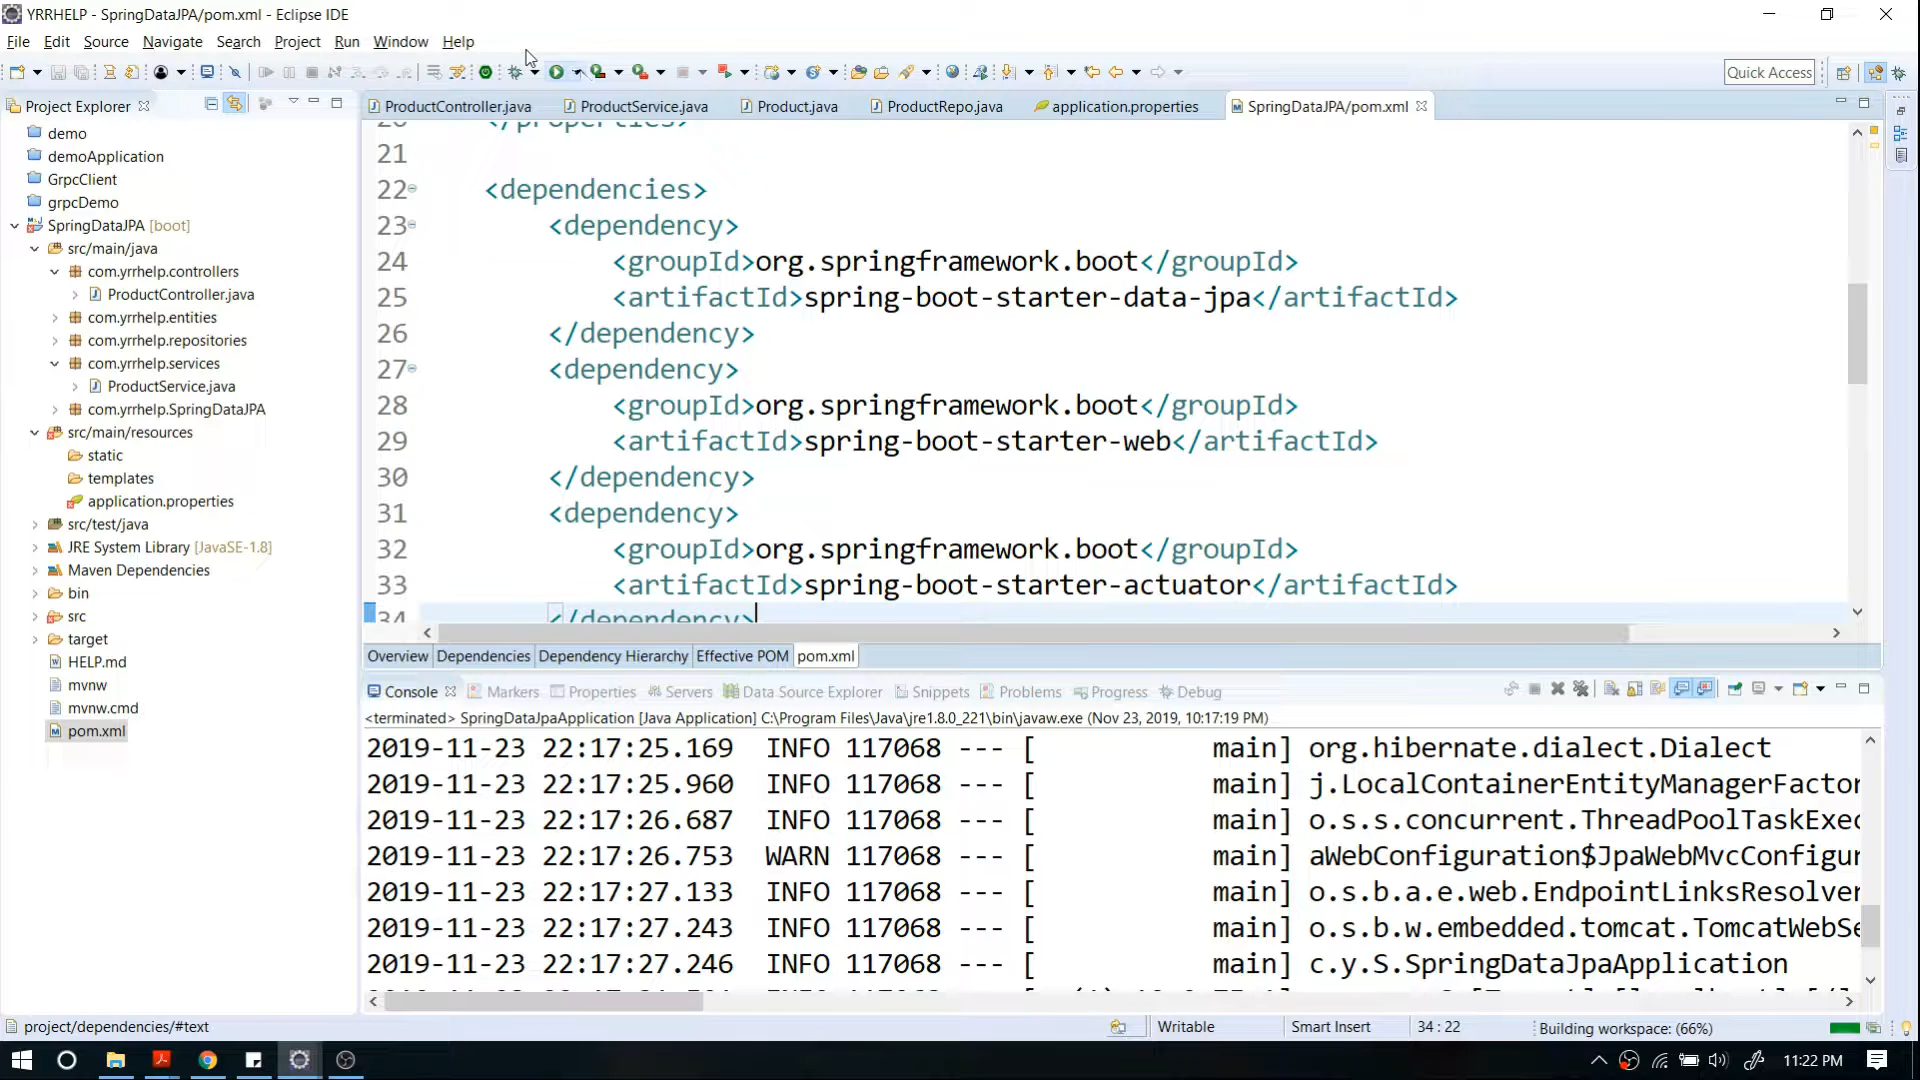 YRRHELP - SpringDataJPA/pom.xml - Eclipse IDE
File Edit Source Navigate Search Project Run Window Help
Quick Access
Project Explorer
demo
demoApplication
GrpcClient
grpcDemo
SpringDataJPA [boot]
src/main/java
com.yrrhelp.controllers
ProductController.java
com.yrrhelp.entities
com.yrrhelp.repositories
com.yrrhelp.services
ProductService.java
com.yrrhelp.SpringDataJPA
src/main/resources
static
templates
application.properties
src/test/java
JRE System Library [JavaSE-1.8]
Maven Dependencies
bin
src
target
HELP.md
mvnw
mvnw.cmd
pom.xml
ProductController.java ProductService.java Product.java ProductRepo.java application.properties SpringDataJPA/pom.xml
20 </properties>
21
22 <dependencies>
23 <dependency>
24 <groupId>org.springframework.boot</groupId>
25 <artifactId>spring-boot-starter-data-jpa</artifactId>
26 </dependency>
27 <dependency>
28 <groupId>org.springframework.boot</groupId>
29 <artifactId>spring-boot-starter-web</artifactId>
30 </dependency>
31 <dependency>
32 <groupId>org.springframework.boot</groupId>
33 <artifactId>spring-boot-starter-actuator</artifactId>
34 </dependency>
Overview Dependencies Dependency Hierarchy Effective POM pom.xml
Console Markers Properties Servers Data Source Explorer Snippets Problems Progress Debug
<terminated> SpringDataJpaApplication [Java Application] C:\Program Files\Java\jre1.8.0_221\bin\javaw.exe (Nov 23, 2019, 10:17:19 PM)
2019-11-23 22:17:25.169 INFO 117068 --- [ main] org.hibernate.dialect.Dialect
2019-11-23 22:17:25.960 INFO 117068 --- [ main] j.LocalContainerEntityManagerFactor
2019-11-23 22:17:26.687 INFO 117068 --- [ main] o.s.s.concurrent.ThreadPoolTaskExec
2019-11-23 22:17:26.753 WARN 117068 --- [ main] aWebConfiguration$JpaWebMvcConfigur
2019-11-23 22:17:27.133 INFO 117068 --- [ main] o.s.b.a.e.web.EndpointLinksResolver
2019-11-23 22:17:27.243 INFO 117068 --- [ main] o.s.b.w.embedded.tomcat.TomcatWebSe
2019-11-23 22:17:27.246 INFO 117068 --- [ main] c.y.S.SpringDataJpaApplication
project/dependencies/#text Writable Smart Insert 34 : 22 Building workspace: (66%)
11:22 PM